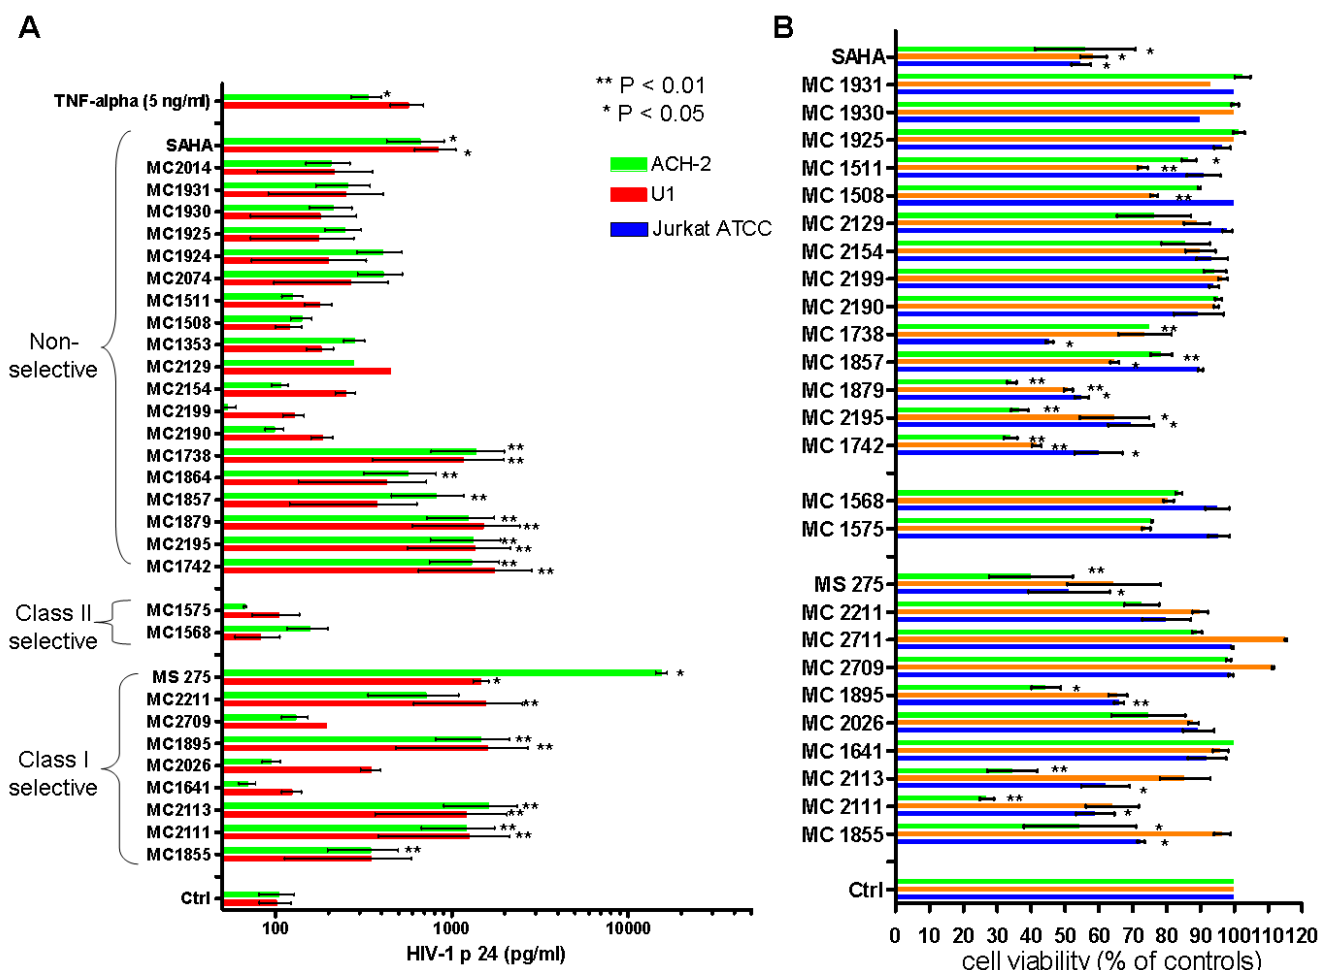 A
TNF-alpha (5 ng/ml)
*
** P < 0.01
* P < 0.05
ACH-2
U1
Jurkat ATCC
Non-
selective
SAHA
*
*
MC2014
MC1931
MC1930
MC1925
MC1924
MC2074
MC1511
MC1508
MC1353
MC2129
MC2154
MC2199
MC2190
MC1738
**
**
MC1864
**
MC1857
**
MC1879
**
**
MC2195
**
**
MC1742
**
**
Class II
selective
MC1575
MC1568
Class I
selective
MS 275
*
*
MC2211
**
MC2709
MC1895
**
**
MC2026
MC1641
MC2113
**
**
MC2111
**
**
MC1855
**
Ctrl
100 1000 10000
HIV-1 p 24 (pg/ml)
B
SAHA
*
*
*
MC 1931
MC 1930
MC 1925
MC 1511
*
**
MC 1508
**
MC 2129
MC 2154
MC 2199
MC 2190
MC 1738
**
*
MC 1857
**
*
MC 1879
**
**
*
MC 2195
**
*
*
MC 1742
**
**
*
MC 1568
MC 1575
MS 275
**
*
MC 2211
MC 2711
MC 2709
MC 1895
*
**
MC 2026
MC 1641
MC 2113
**
*
MC 2111
**
*
MC 1855
*
*
Ctrl
0 10 20 30 40 50 60 70 80 90 100 110 120
cell viability (% of controls)